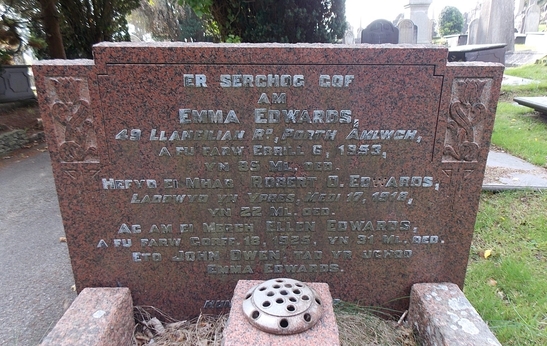 ER SERCHOG GOF
AM
EMMA EDWARDS,
49 LLANEILIAN RD, PORTH AMLWCH,
A FU FARW EBRILL 6, 1953,
YN 89 ML. OED.
HEFYD EI MHAB ROBERT O. EDWARDS,
LADDWYD YN YPRES, MEDI 17, 1918,
YN 22 ML. OED.
AC AM EI MERCH ELLEN EDWARDS,
A FU FARW GORFF. 18, 1925, YN 31 ML. OED.
ETO JOHN OWEN, TAD YR UCHOD
EMMA EDWARDS.